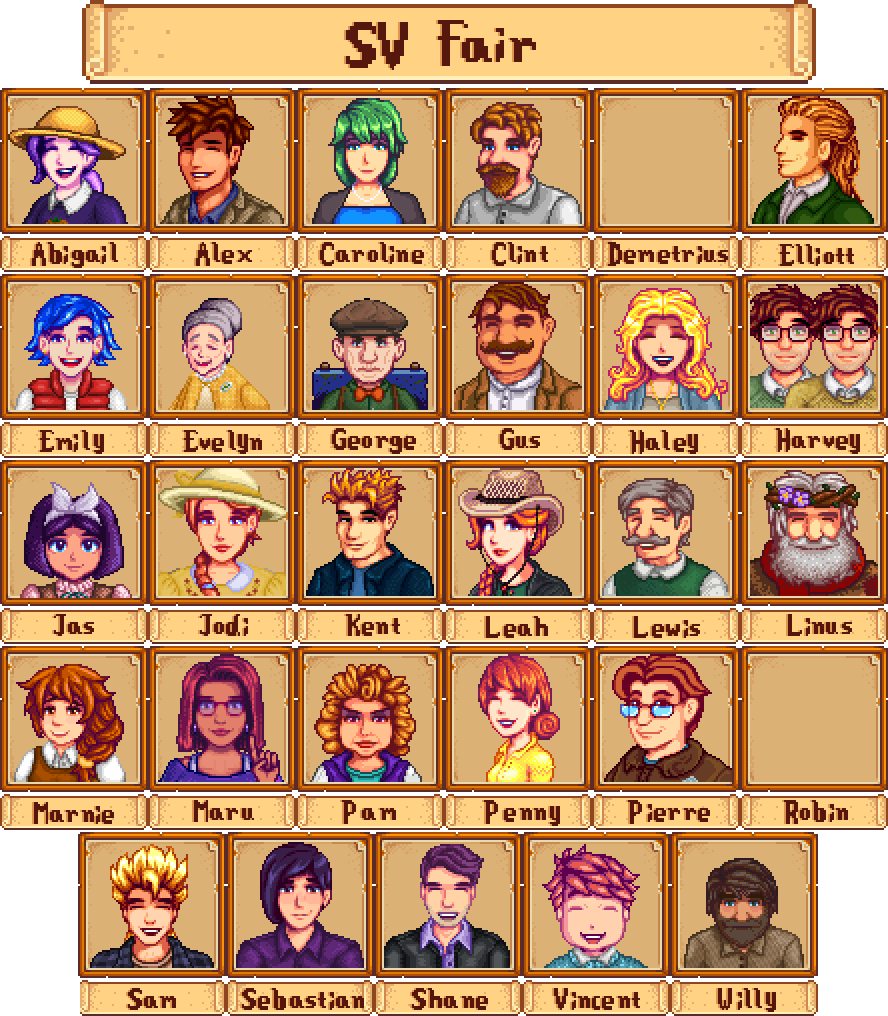 SV Fair
Abigail Alex Caroline Clint Demetrius Elliott
Emily Evelyn George Gus Haley Harvey
Jas Jodi Kent Leah Lewis Linus
Marnie Maru Pam Penny Pierre Robin
Sam Sebastian Shane Vincent Willy